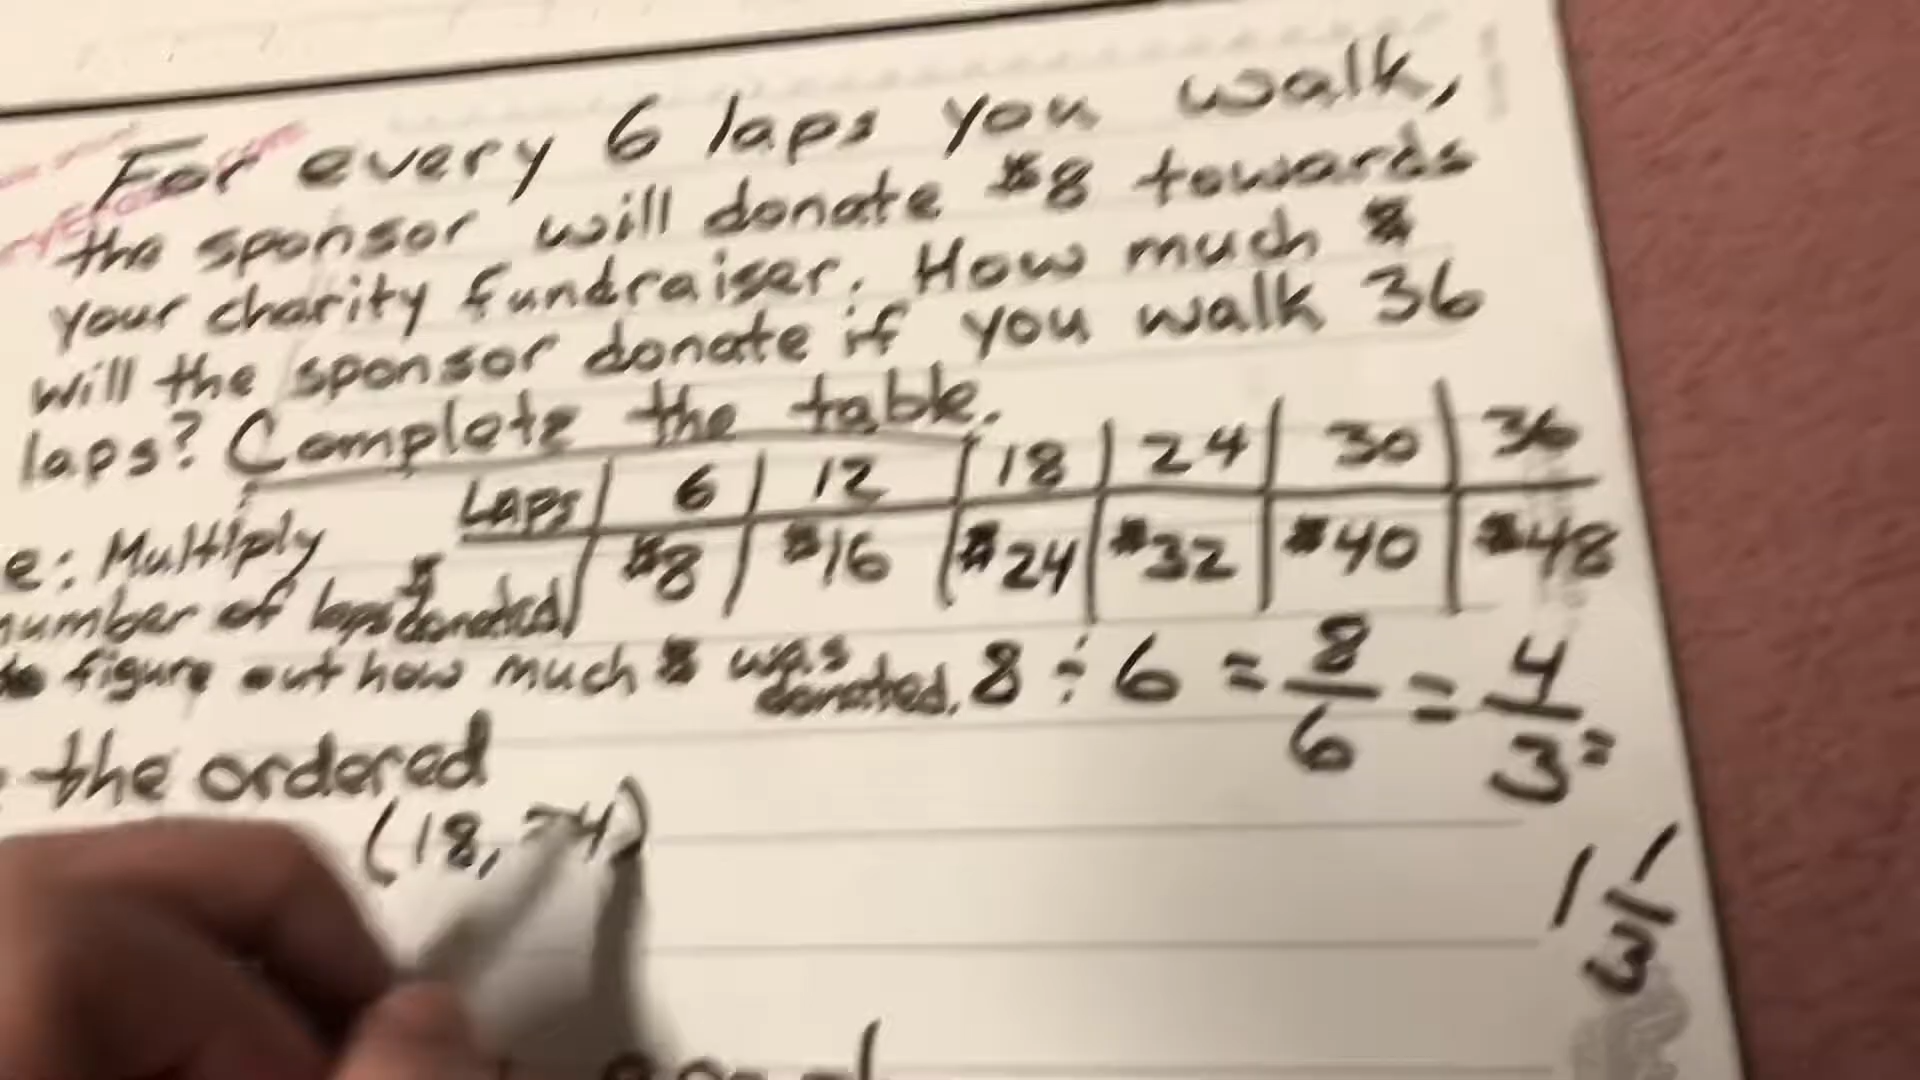 For every 6 laps you walk,
the sponsor will donate $8 towards
your charity fundraiser. How much $
will the sponsor donate if you walk 36
laps? Complete the table.
Laps 6 12 18 24 30 36
$ donated $8 $16 $24 $32 $40 $48
e: Multiply
number of laps
to figure out how much $ was donated. 8 ÷ 6 = 8/6 = 4/3 =
1 1/3
the ordered
(18, 24)